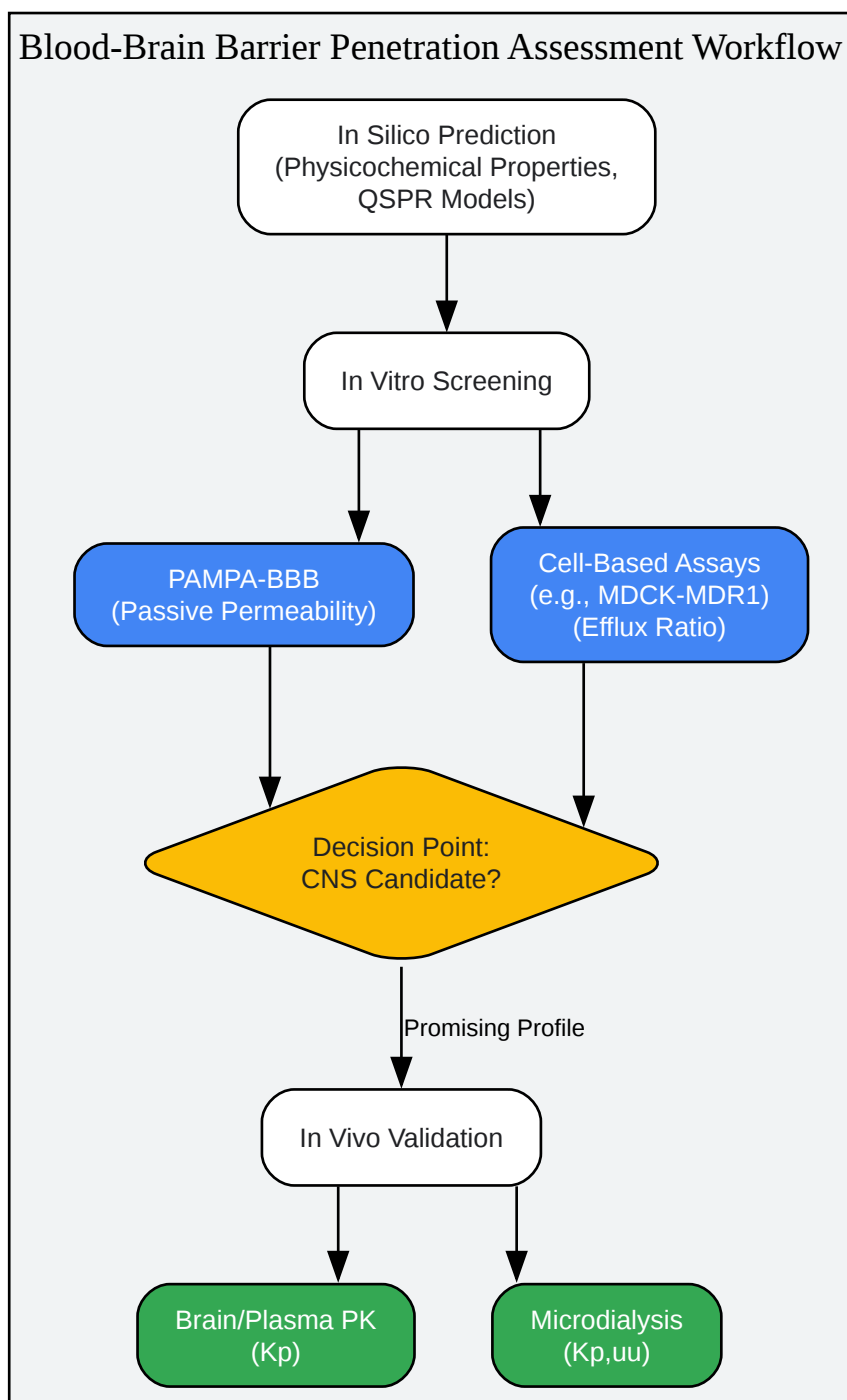 Blood-Brain Barrier Penetration Assessment Workflow
In Silico Prediction
(Physicochemical Properties,
QSPR Models)
In Vitro Screening
PAMPA-BBB
(Passive Permeability)
Cell-Based Assays
(e.g., MDCK-MDR1)
(Efflux Ratio)
Decision Point:
CNS Candidate?
Promising Profile
In Vivo Validation
Brain/Plasma PK
(Kp)
Microdialysis
(Kp,uu)